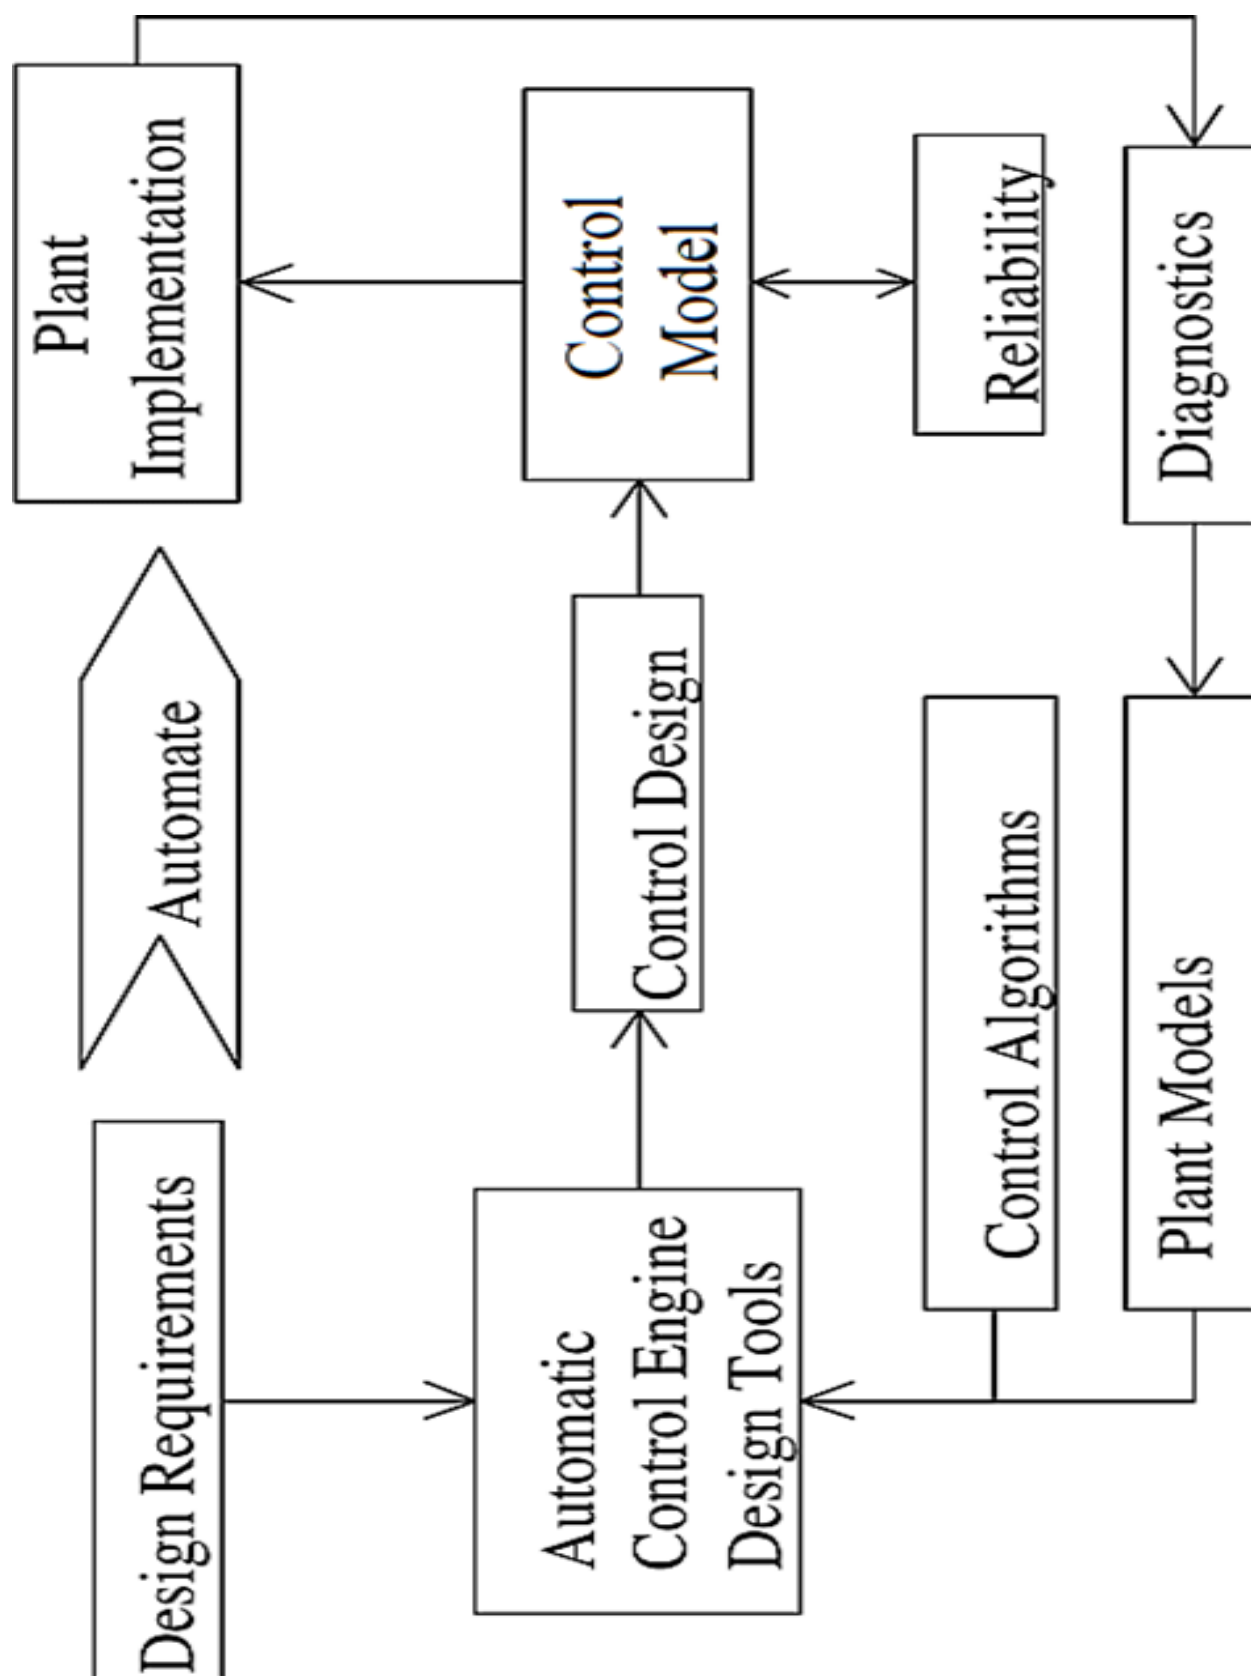 Design Requirements
Automate
Plant
Implementation
Automatic
Control Engine
Design Tools
Control Design
Control
Model
Control Algorithms
Reliability
Plant Models
Diagnostics